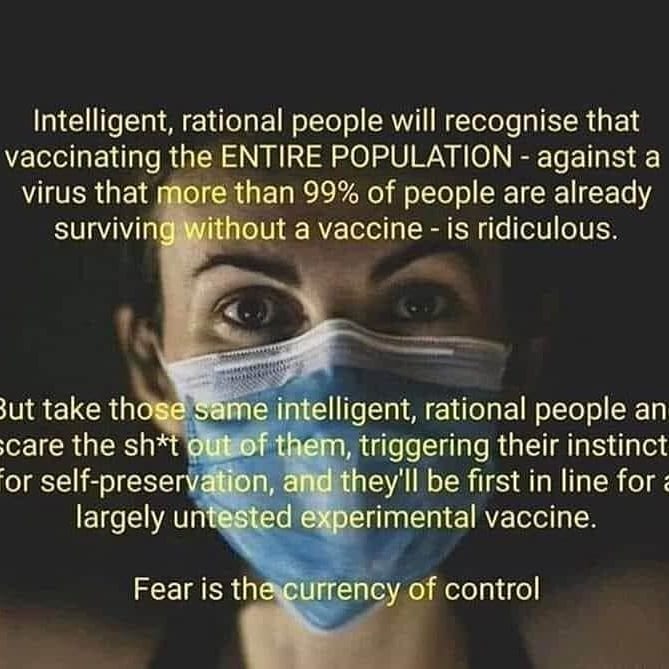 Intelligent, rational people will recognise that
vaccinating the ENTIRE POPULATION - against a
virus that more than 99% of people are already
surviving without a vaccine - is ridiculous.
But take those same intelligent, rational people an
scare the sh*t out of them, triggering their instinct
for self-preservation, and they'll be first in line for a
largely untested experimental vaccine.
Fear is the currency of control